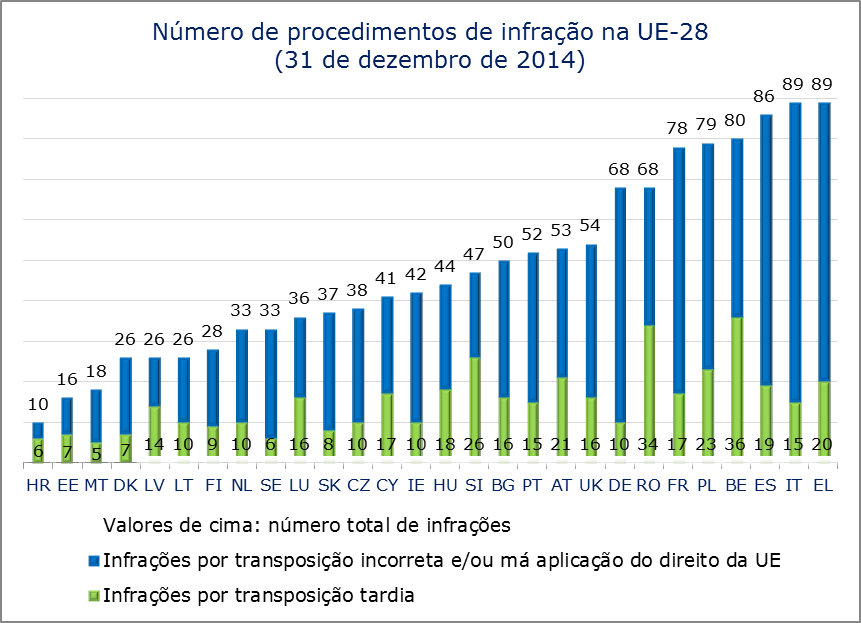 Número de procedimentos de infração na UE-28
(31 de dezembro de 2014)
10 16 18 26 26 26 28 33 33 36 37 38 41 42 44 47 50 52 53 54 68 68 78 79 80 86 89 89
6 7 5 7 14 10 9 10 6 16 8 10 17 10 18 26 16 15 21 16 10 34 17 23 36 19 15 20
HR EE MT DK LV LT FI NL SE LU SK CZ CY IE HU SI BG PT AT UK DE RO FR PL BE ES IT EL
Valores de cima: número total de infrações
Infrações por transposição incorreta e/ou má aplicação do direito da UE
Infrações por transposição tardia